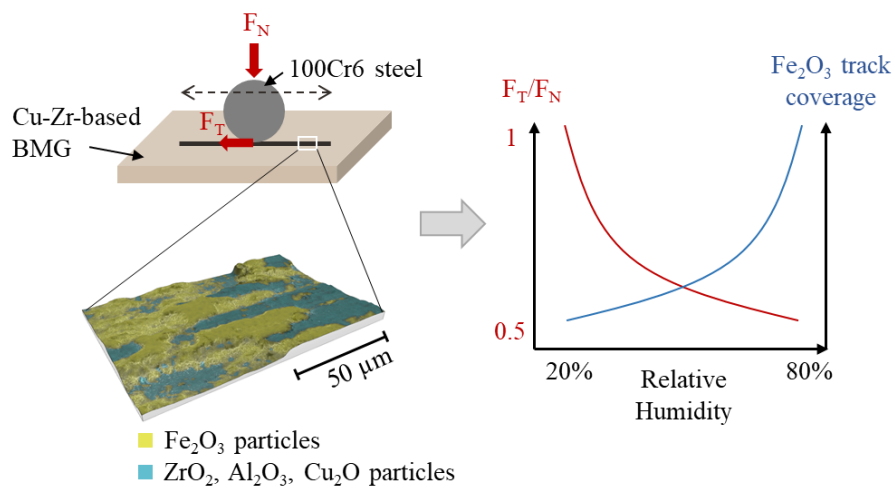 F_N
100Cr6 steel
Cu-Zr-based
BMG
F_T
50 μm
Fe₂O₃ particles
ZrO₂, Al₂O₃, Cu₂O particles
F_T/F_N
Fe₂O₃ track
coverage
1
0.5
20%
Relative
Humidity
80%